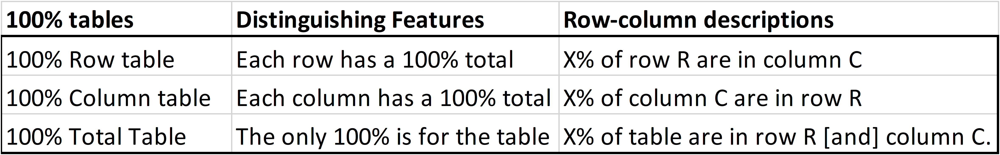 100% tables Distinguishing Features Row-column descriptions
100% Row table Each row has a 100% total X% of row R are in column C
100% Column table Each column has a 100% total X% of column C are in row R
100% Total Table The only 100% is for the table X% of table are in row R [and] column C.